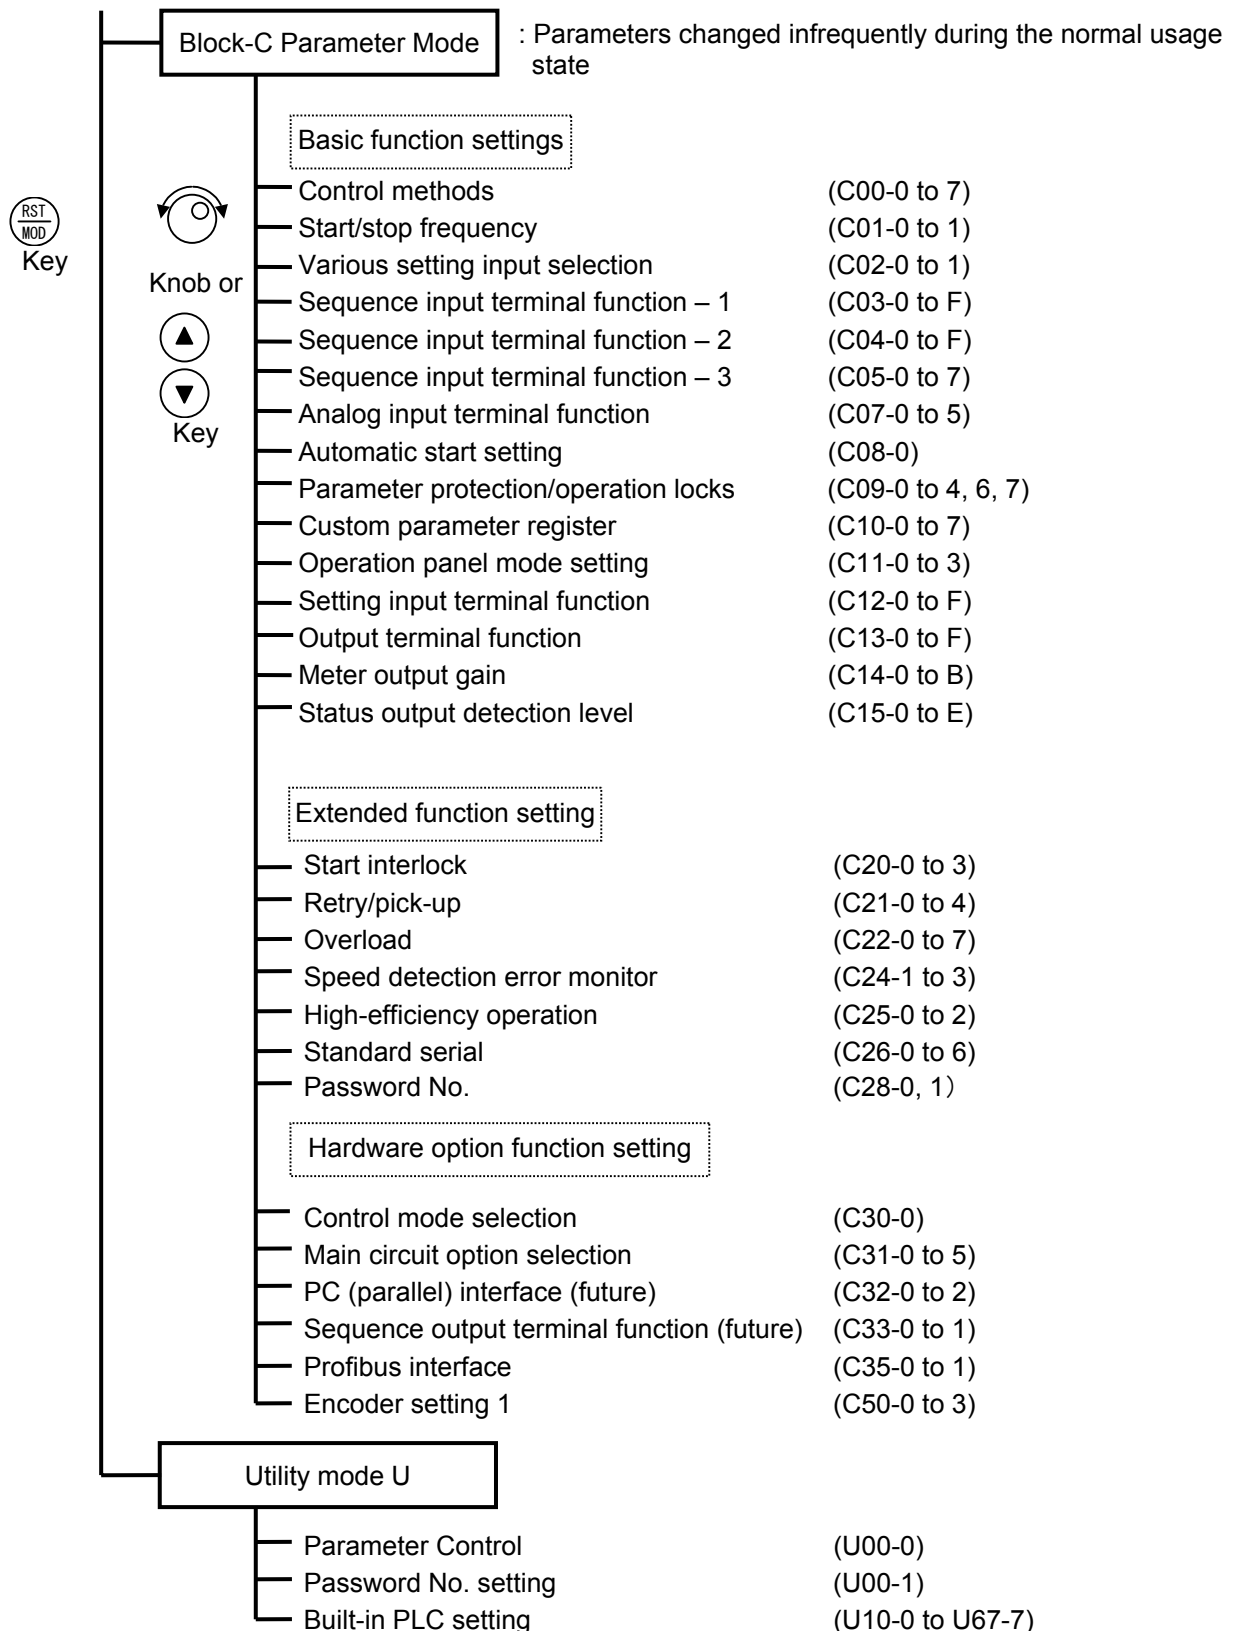 Block-C Parameter Mode : Parameters changed infrequently during the normal usage
state
Basic function settings
Control methods (C00-0 to 7)
Start/stop frequency (C01-0 to 1)
Various setting input selection (C02-0 to 1)
Sequence input terminal function – 1 (C03-0 to F)
Sequence input terminal function – 2 (C04-0 to F)
Sequence input terminal function – 3 (C05-0 to 7)
Analog input terminal function (C07-0 to 5)
Automatic start setting (C08-0)
Parameter protection/operation locks (C09-0 to 4, 6, 7)
Custom parameter register (C10-0 to 7)
Operation panel mode setting (C11-0 to 3)
Setting input terminal function (C12-0 to F)
Output terminal function (C13-0 to F)
Meter output gain (C14-0 to B)
Status output detection level (C15-0 to E)
RST
MOD
Key
Knob or
Key
Extended function setting
Start interlock (C20-0 to 3)
Retry/pick-up (C21-0 to 4)
Overload (C22-0 to 7)
Speed detection error monitor (C24-1 to 3)
High-efficiency operation (C25-0 to 2)
Standard serial (C26-0 to 6)
Password No. (C28-0, 1）
Hardware option function setting
Control mode selection (C30-0)
Main circuit option selection (C31-0 to 5)
PC (parallel) interface (future) (C32-0 to 2)
Sequence output terminal function (future) (C33-0 to 1)
Profibus interface (C35-0 to 1)
Encoder setting 1 (C50-0 to 3)
Utility mode U
Parameter Control (U00-0)
Password No. setting (U00-1)
Built-in PLC setting (U10-0 to U67-7)